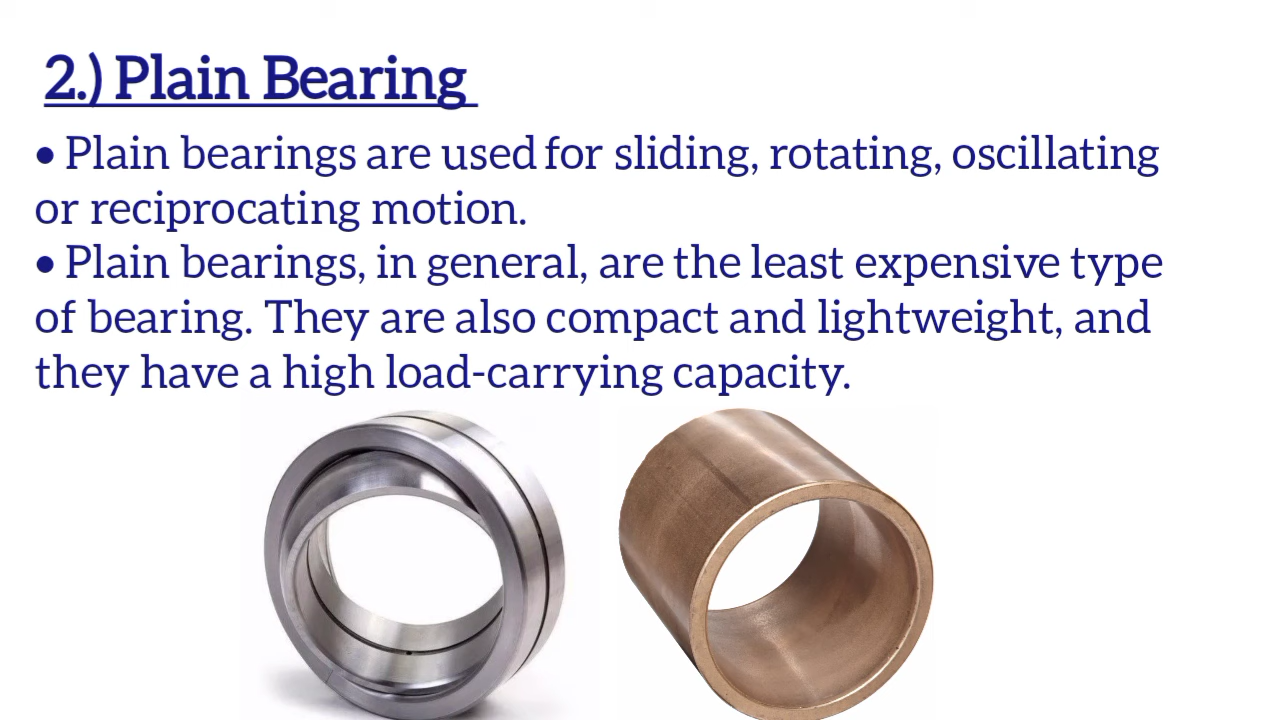 2.) Plain Bearing
• Plain bearings are used for sliding, rotating, oscillating
or reciprocating motion.
• Plain bearings, in general, are the least expensive type
of bearing. They are also compact and lightweight, and
they have a high load-carrying capacity.